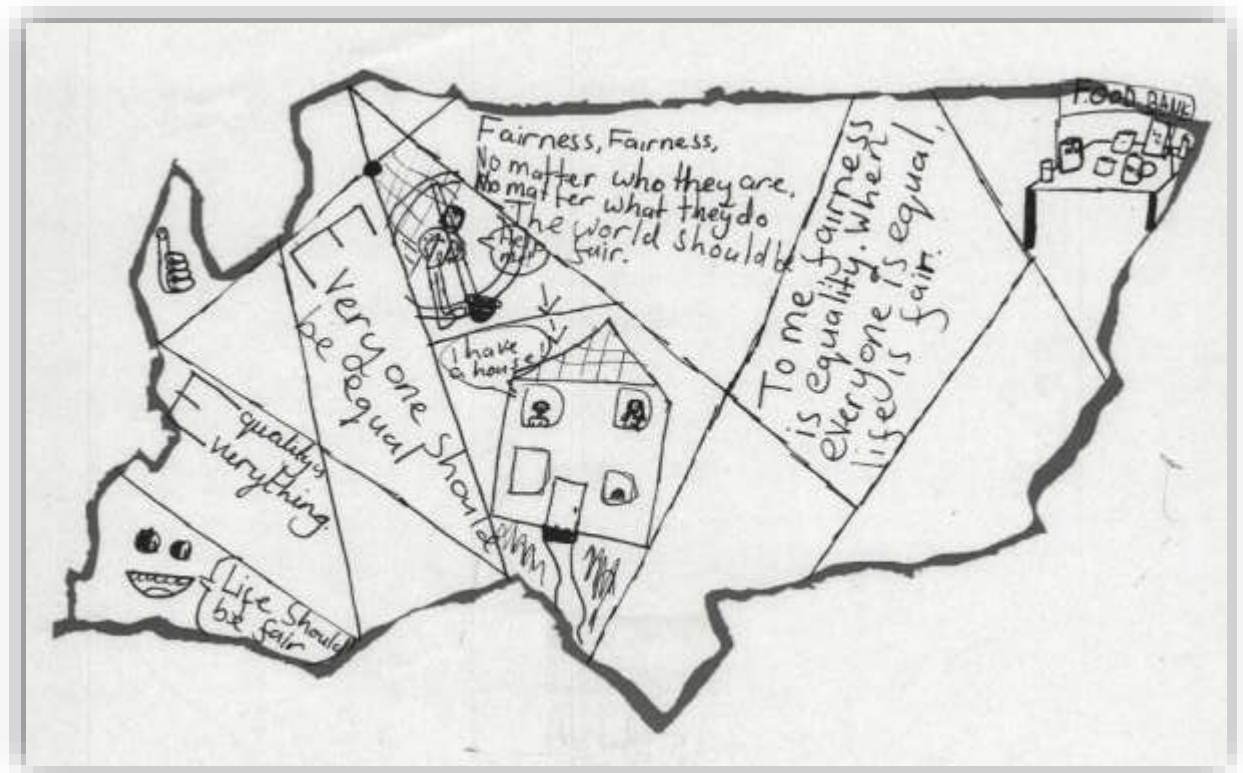 FOOD BANK
Fairness, Fairness,
No matter who they are,
No matter what they do
The world should be
fair.
To me fairness
is equality. When
everyone is equal,
life is fair.
Help
me!
I have
a house!
Everyone should
be equal
Equality is
Everything.
Life Should
be fair